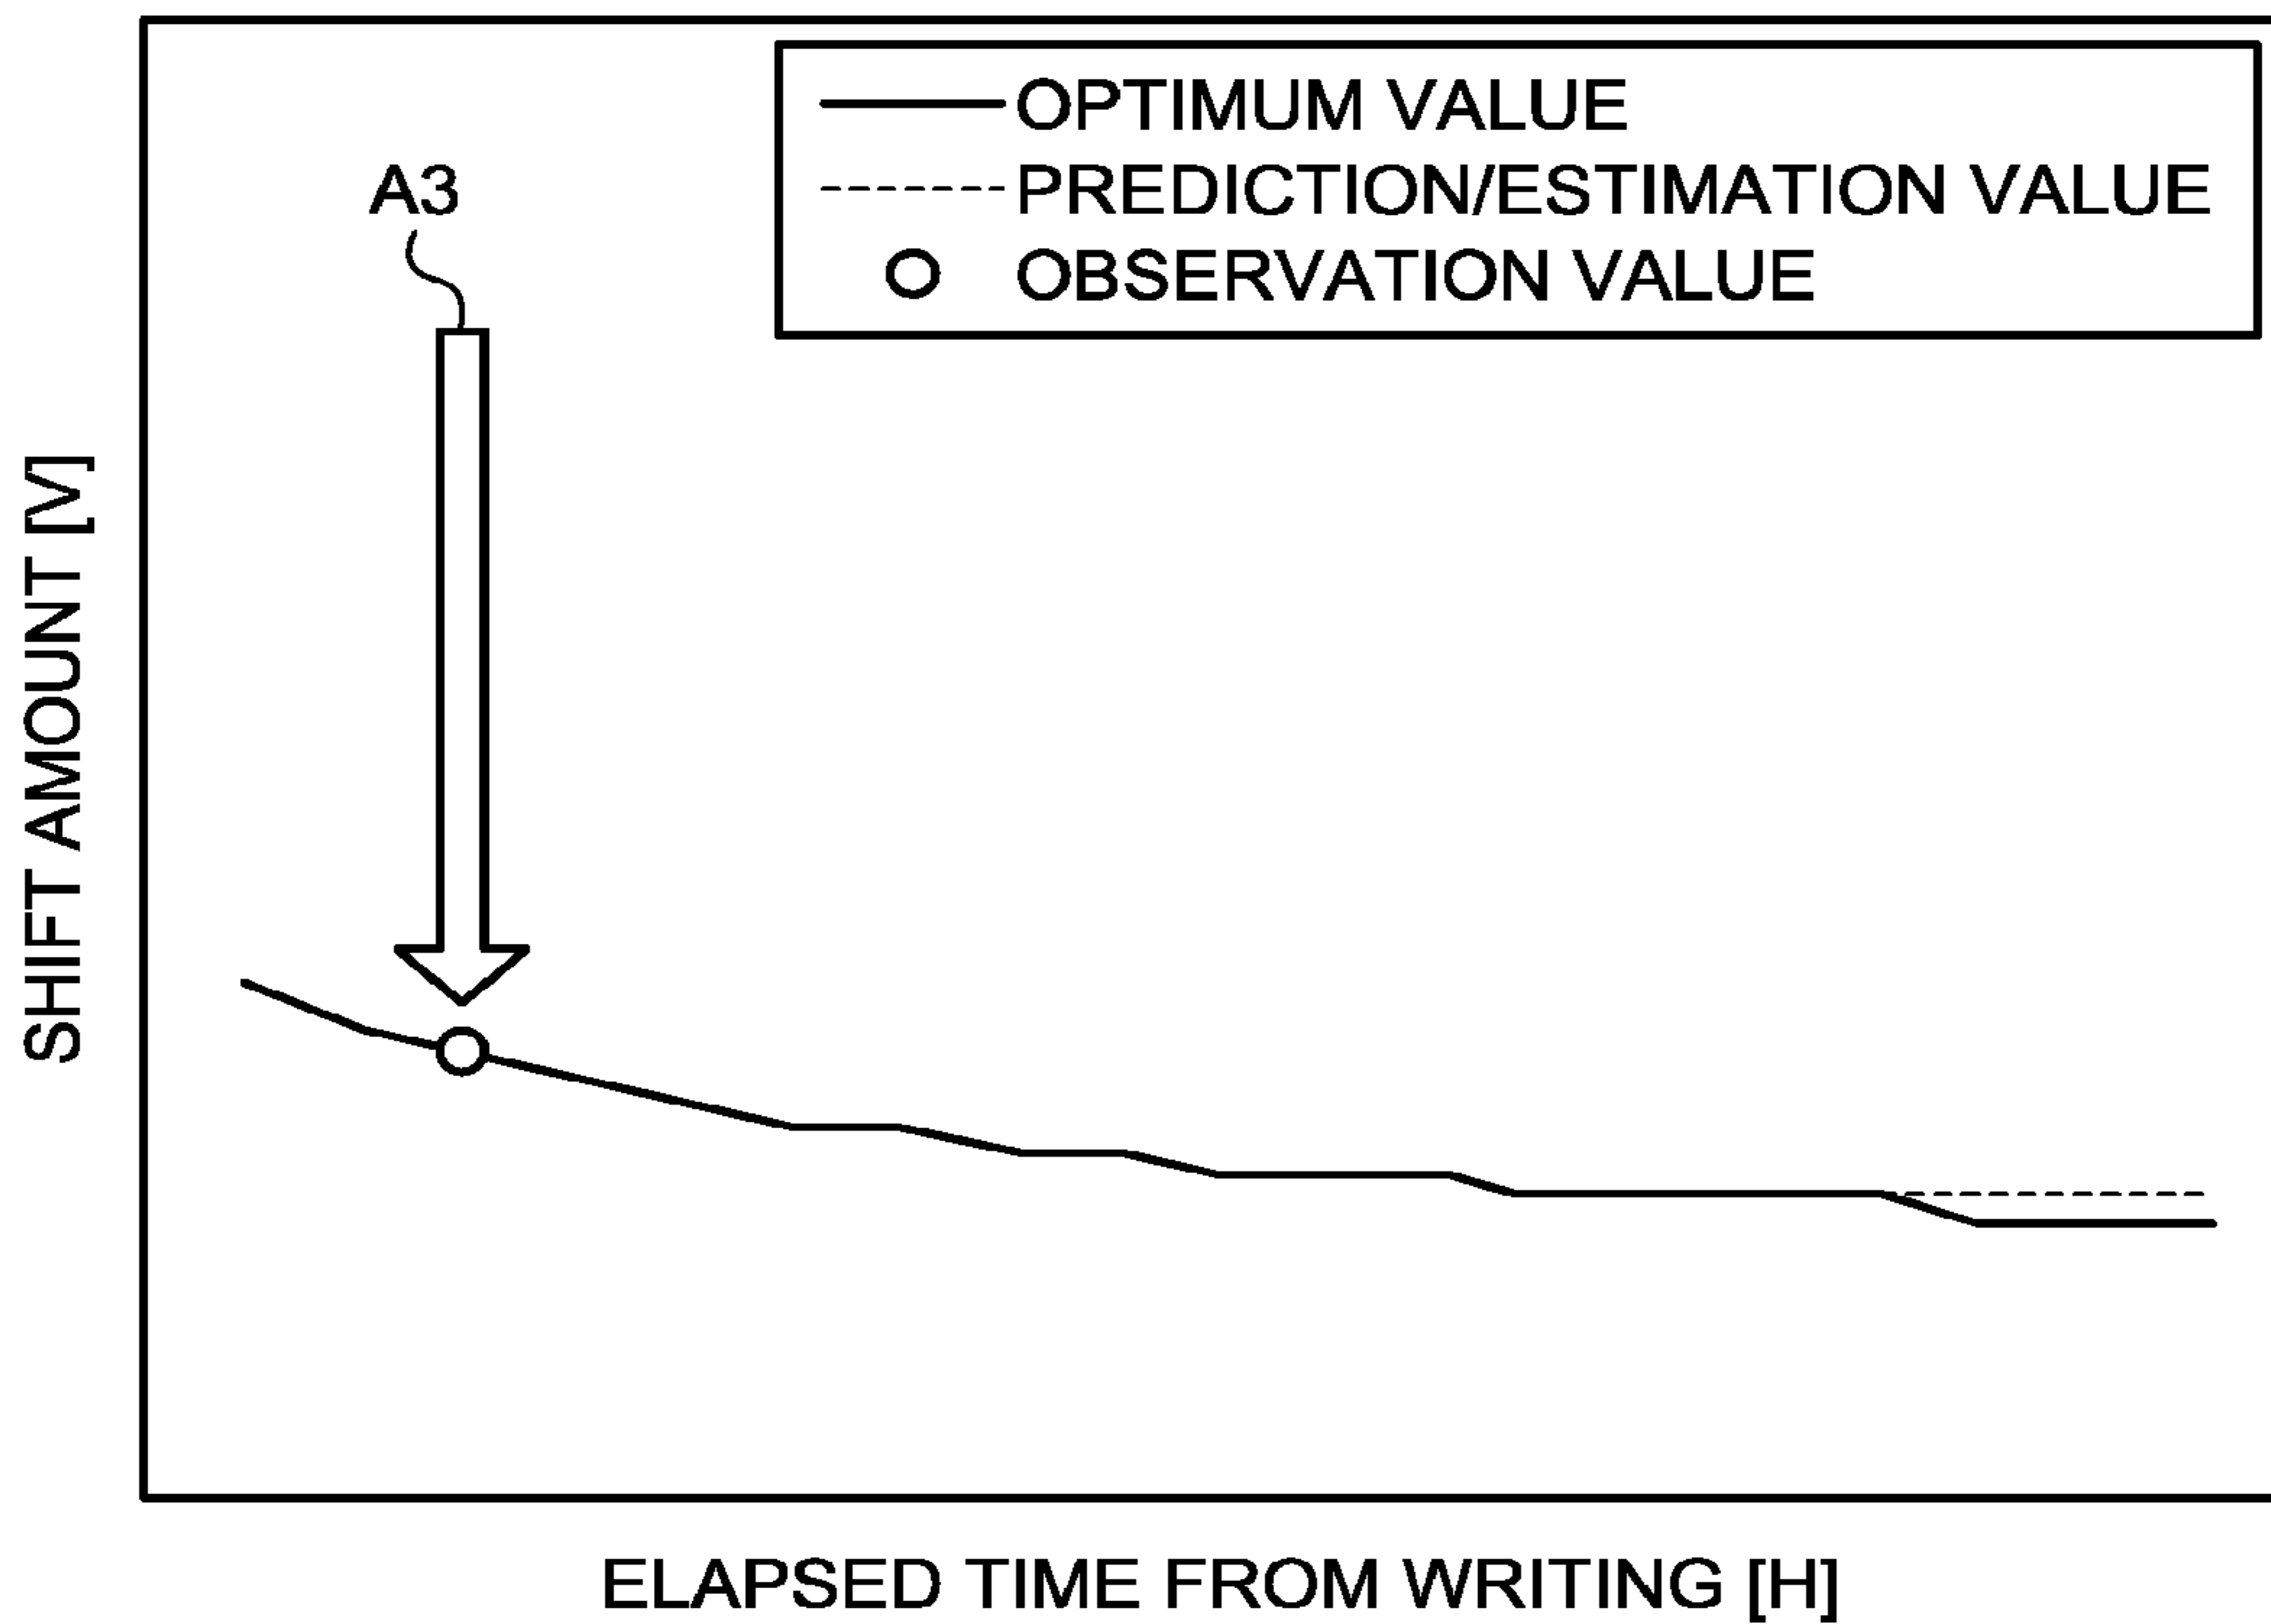 OPTIMUM VALUE
PREDICTION/ESTIMATION VALUE
OBSERVATION VALUE
A3
SHIFT AMOUNT [V]
ELAPSED TIME FROM WRITING [H]